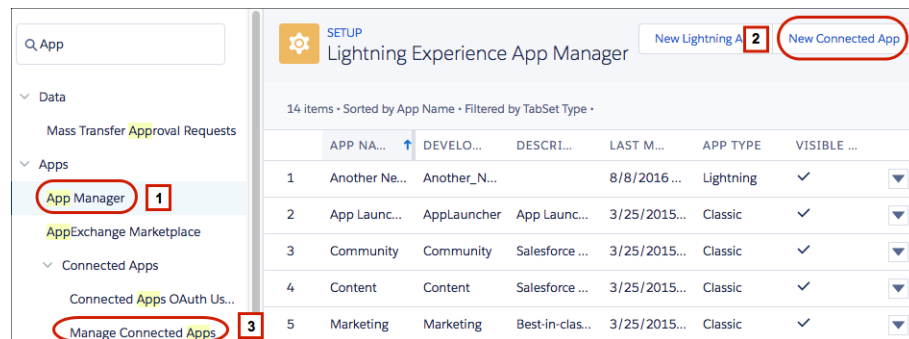 App
Data
Mass Transfer Approval Requests
Apps
App Manager
1
AppExchange Marketplace
Connected Apps
Connected Apps OAuth Us...
Manage Connected Apps
3
SETUP
Lightning Experience App Manager
New Lightning A
2
New Connected App
14 items • Sorted by App Name • Filtered by TabSet Type •
APP NA... DEVELO... DESCRI... LAST M... APP TYPE VISIBLE ...
1 Another Ne... Another_N... 8/8/2016 ... Lightning
2 App Launc... AppLauncher App Launc... 3/25/2015... Classic
3 Community Community Salesforce ... 3/25/2015... Classic
4 Content Content Salesforce ... 3/25/2015... Classic
5 Marketing Marketing Best-in-clas... 3/25/2015... Classic